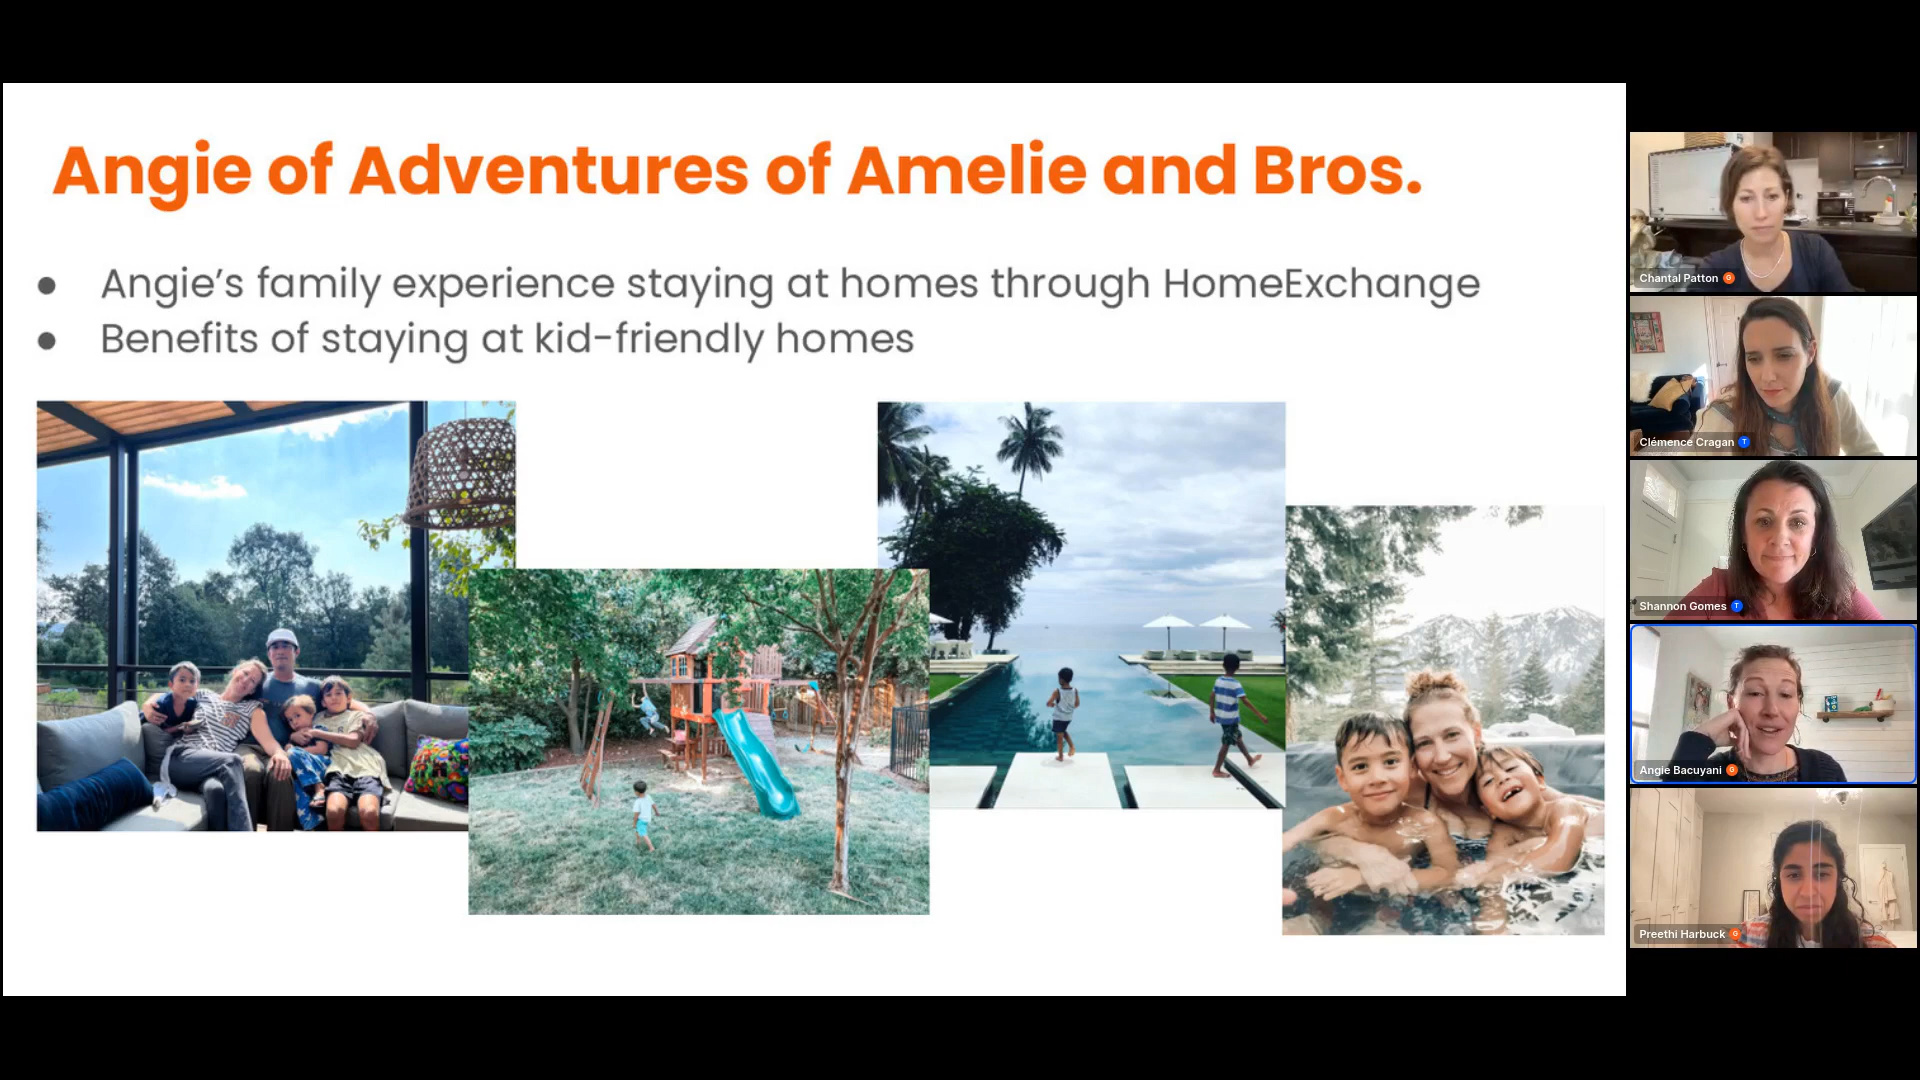 Angie of Adventures of Amelie and Bros.
● Angie’s family experience staying at homes through HomeExchange
● Benefits of staying at kid-friendly homes
Chantal Patton G
Clémence Cragan T
Shannon Gomes T
Angie Bacuyani G
Preethi Harbuck G